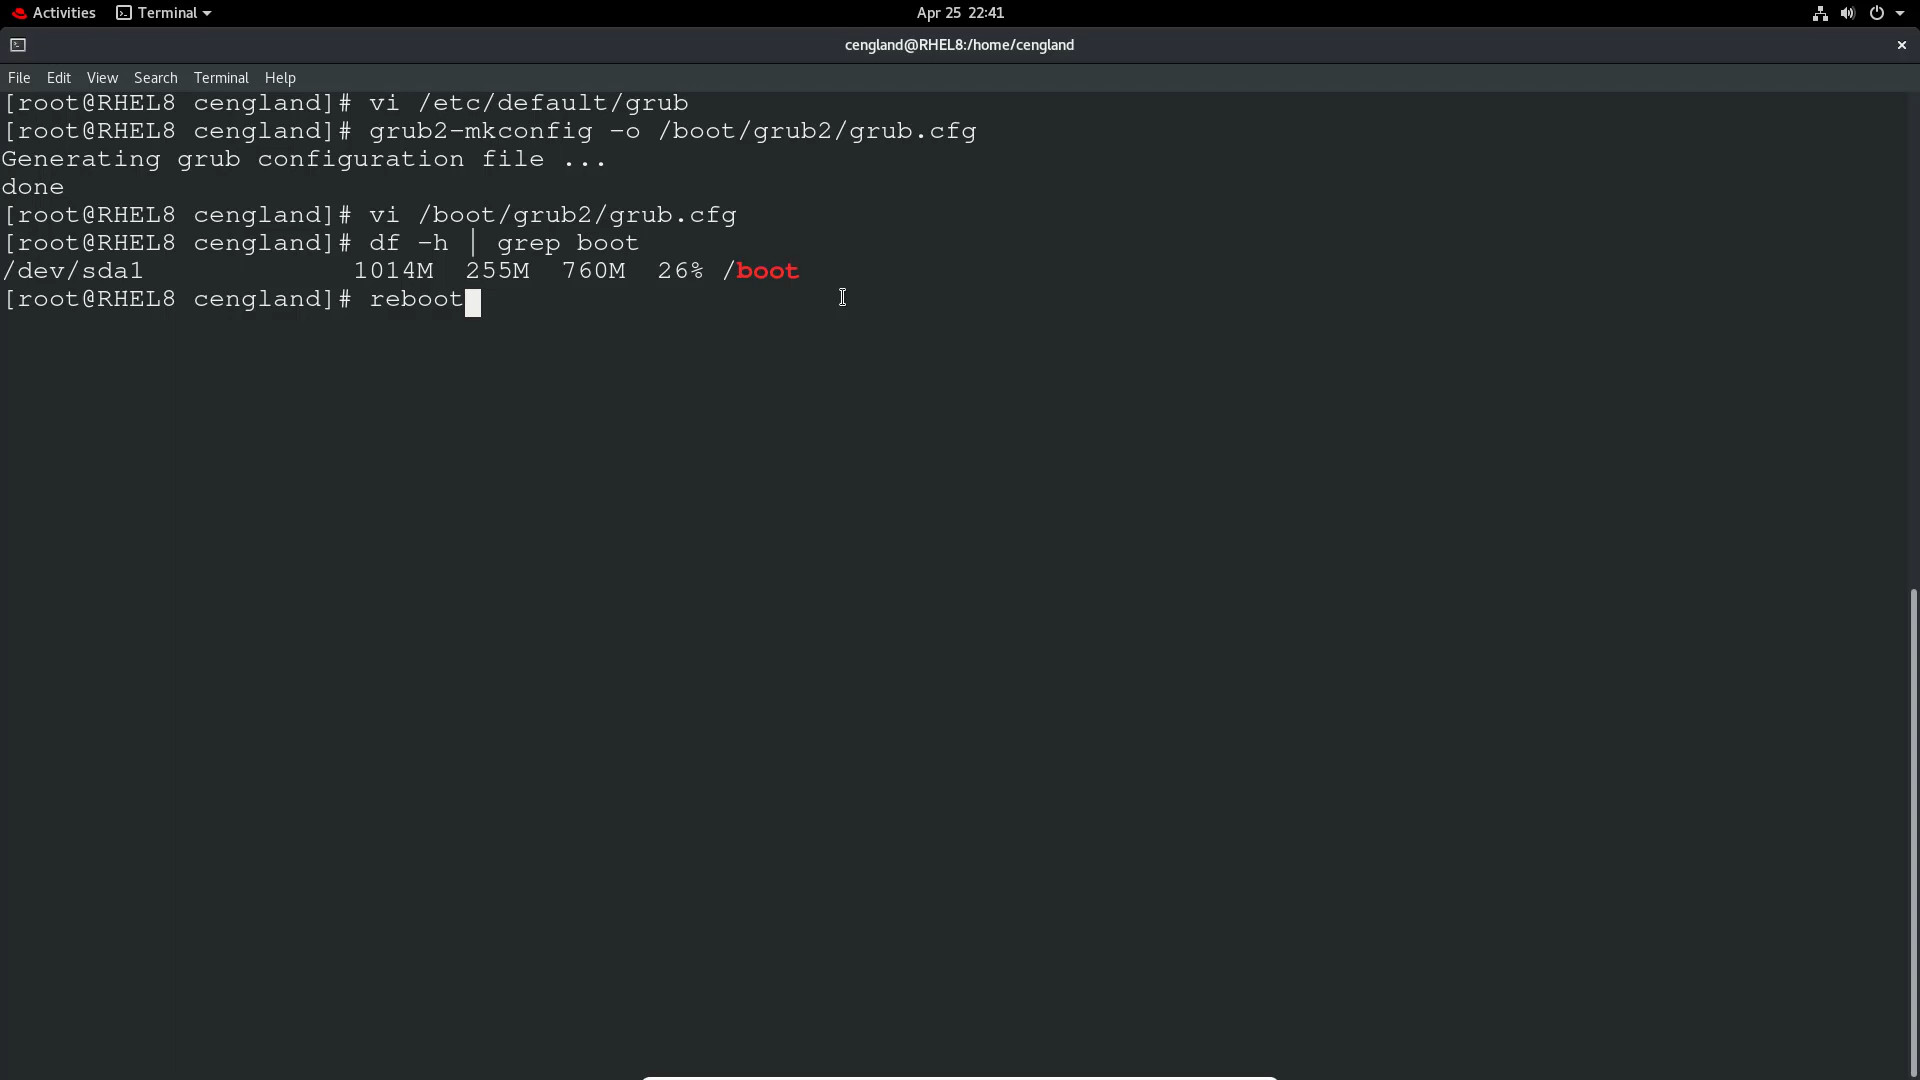 Activities Terminal Apr 25 22:41
cengland@RHEL8:/home/cengland
File Edit View Search Terminal Help
[root@RHEL8 cengland]# vi /etc/default/grub
[root@RHEL8 cengland]# grub2-mkconfig -o /boot/grub2/grub.cfg
Generating grub configuration file ...
done
[root@RHEL8 cengland]# vi /boot/grub2/grub.cfg
[root@RHEL8 cengland]# df -h | grep boot
/dev/sda1 1014M 255M 760M 26% /boot
[root@RHEL8 cengland]# reboot